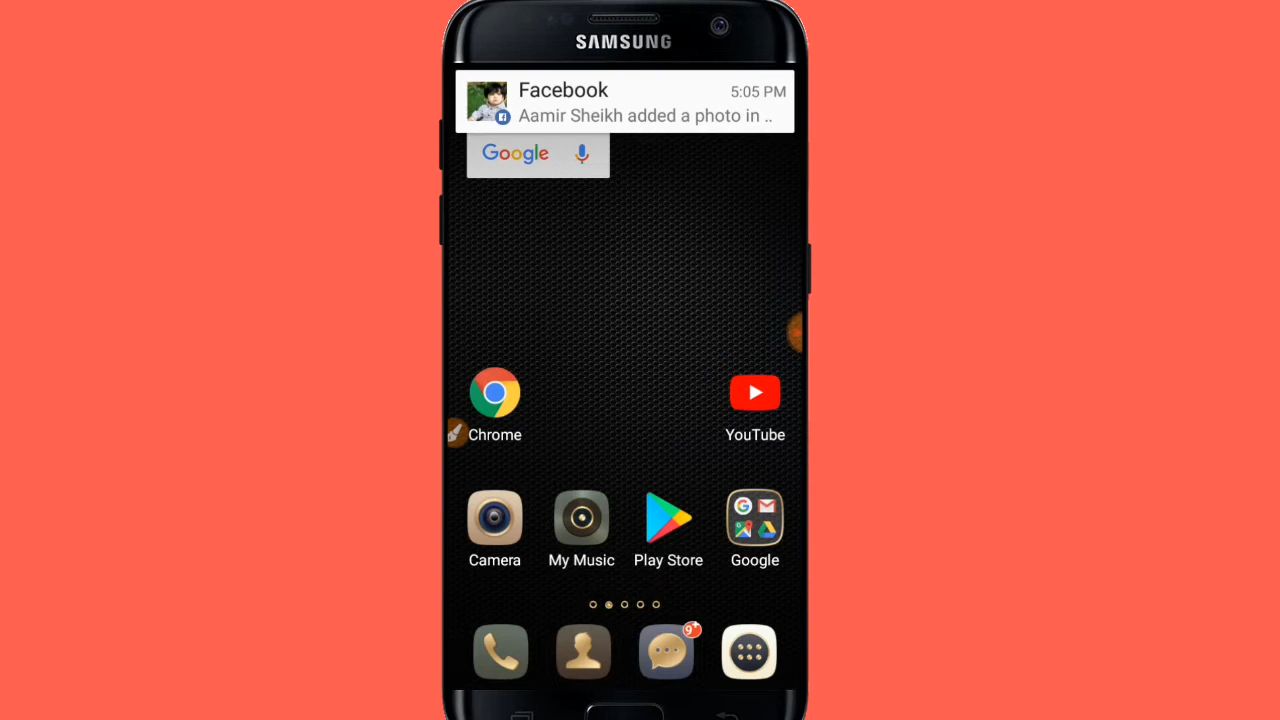 SAMSUNG
Facebook 5:05 PM
Aamir Sheikh added a photo in ..
Google
Chrome YouTube
Camera My Music Play Store Google
9+